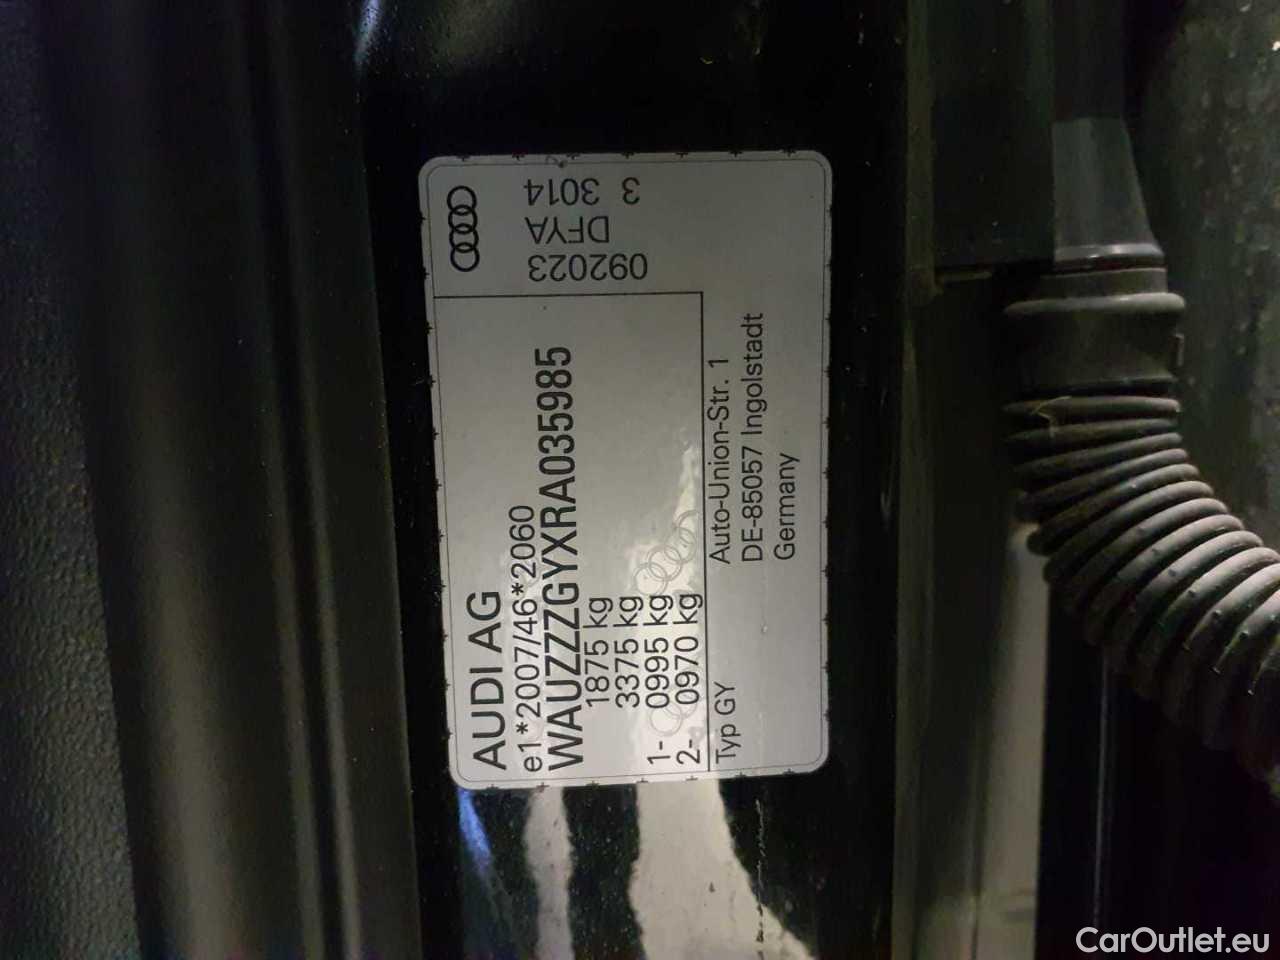 AUDI AG
e1*2007/46*2060
WAUZZZGYXRA035985
1875 kg
3375 kg
1- 0995 kg
2- 0970 kg
Typ GY
Auto-Union-Str. 1
DE-85057 Ingolstadt
Germany
092023
DFYA
3 3014
CarOutlet.eu